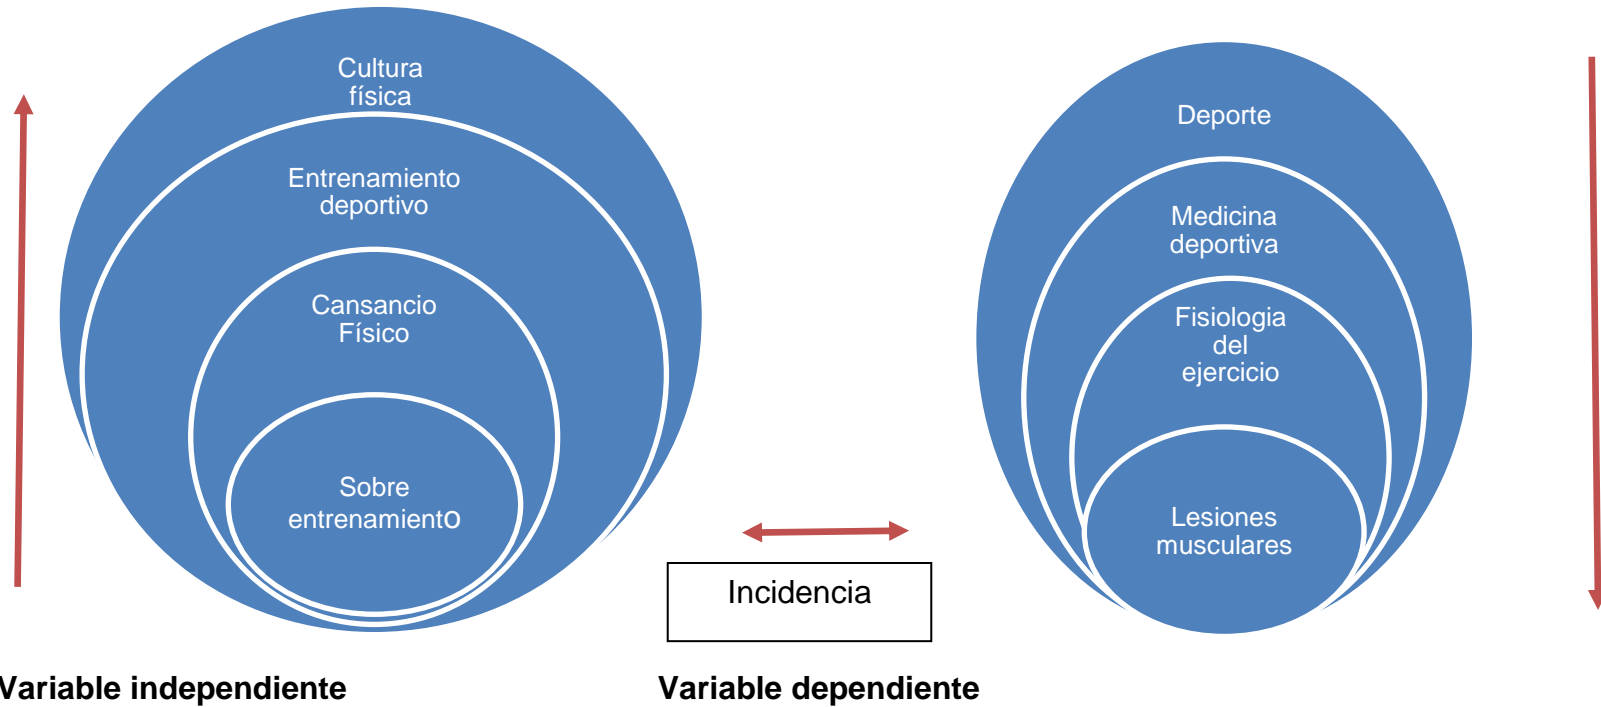 Cultura
física
Entrenamiento
deportivo
Cansancio
Físico
Sobre
entrenamiento
Deporte
Medicina
deportiva
Fisiologia
del
ejercicio
Lesiones
musculares
Incidencia
Variable independiente
Variable dependiente